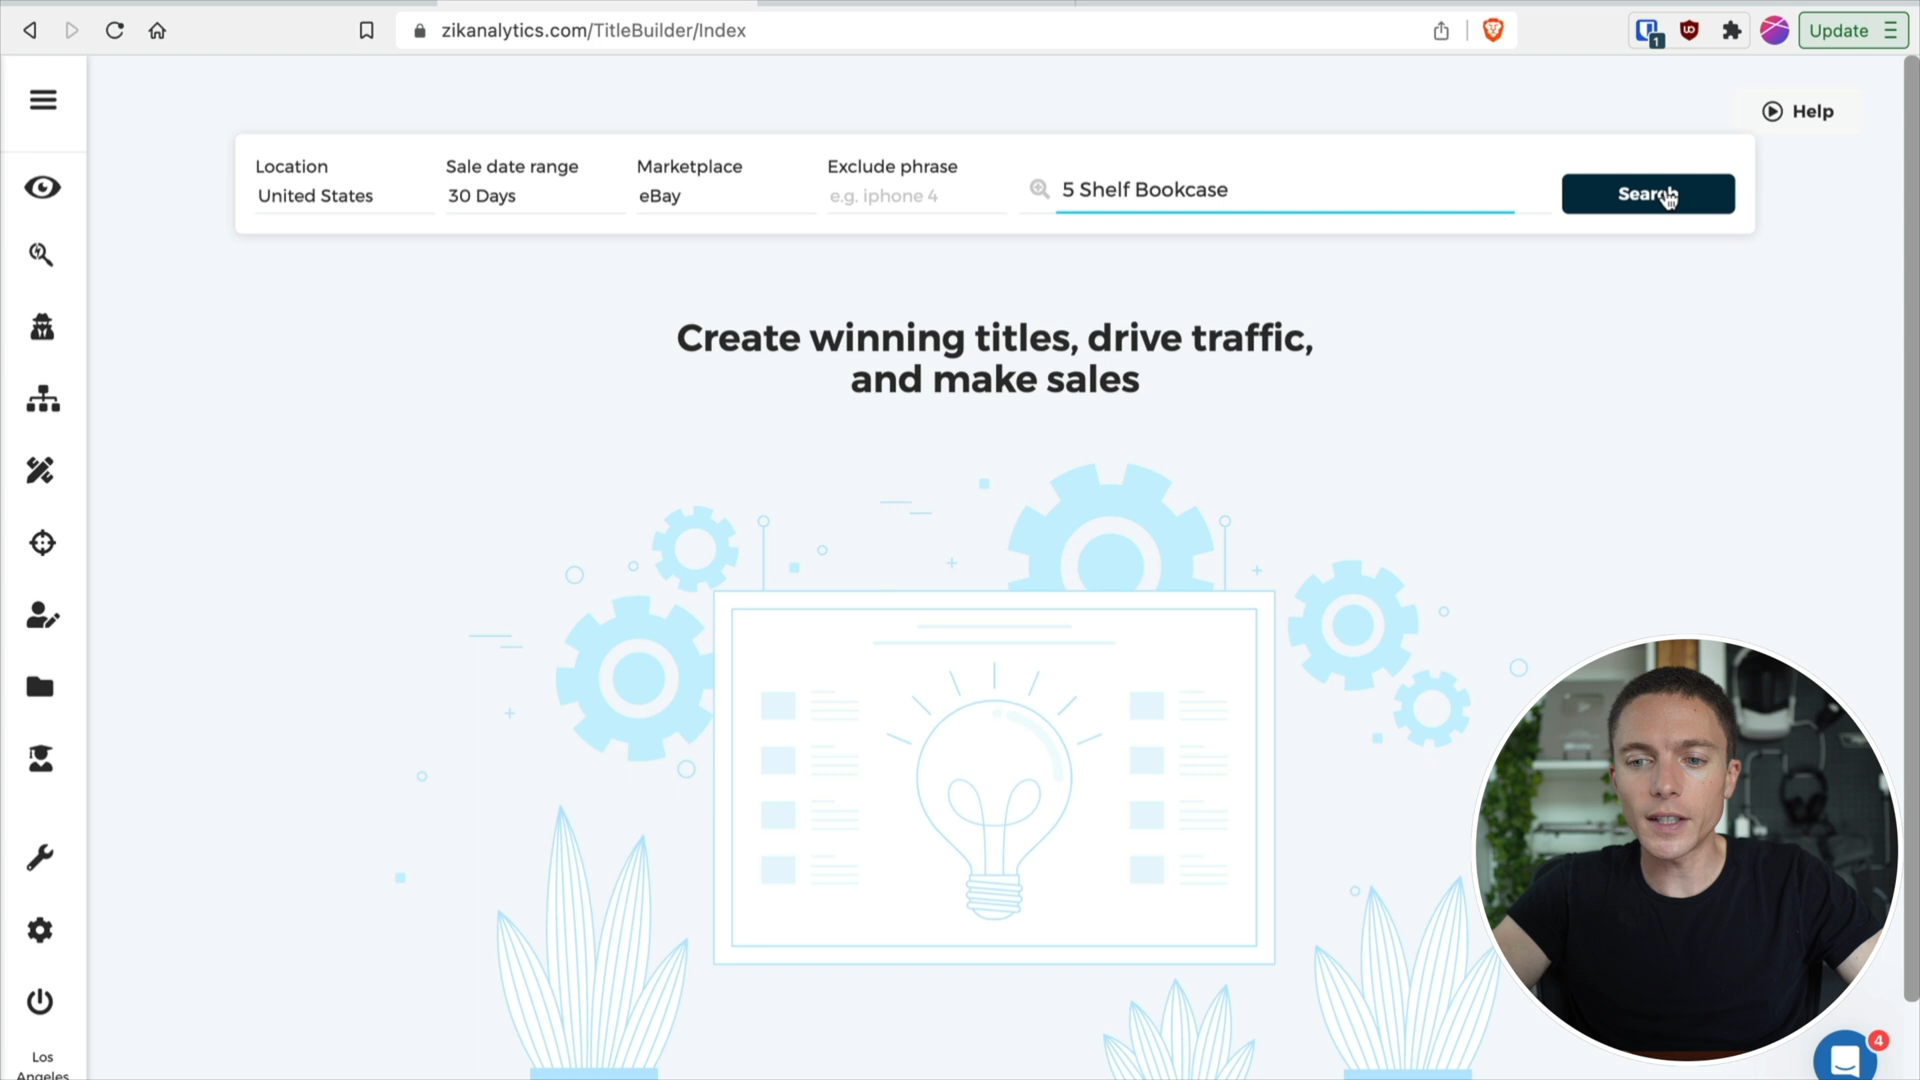 zikanalytics.com/TitleBuilder/Index
1
Update
Help
Location
Sale date range
Marketplace
Exclude phrase
United States
30 Days
eBay
e.g. iphone 4
5 Shelf Bookcase
Search
Create winning titles, drive traffic,
and make sales
Los
Angeles
4